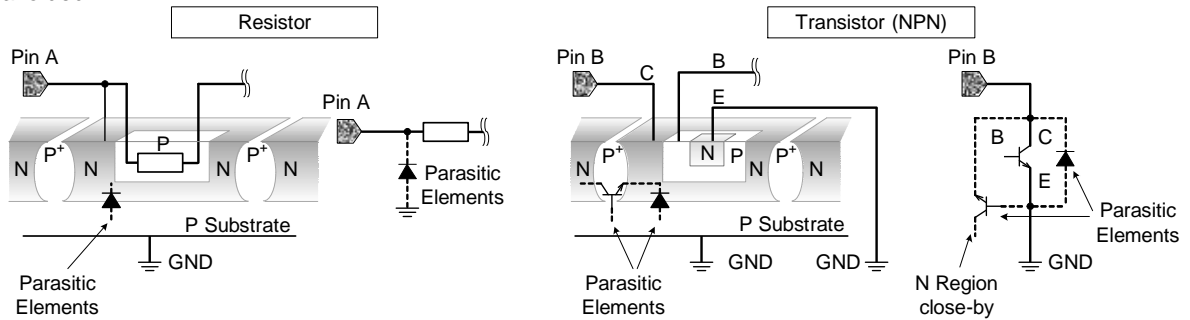 Resistor
Transistor (NPN)
Pin A
Pin B
C
B
E
Pin B
Pin A
N
P+
N
P
P+
N
N
P+
N
P
P+
N
N
B
C
E
Parasitic
Elements
P Substrate
GND
Parasitic
Elements
P Substrate
GND
GND
Parasitic
Elements
Parasitic
Elements
GND
N Region
close-by